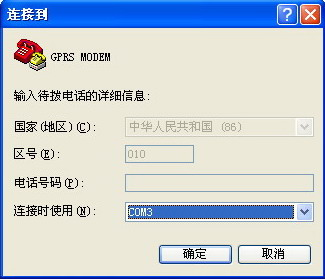 连接到
GPRS MODEM
输入待拨电话的详细信息:
国家(地区)(C): 中华人民共和国 (86)
区号(E): 010
电话号码(P):
连接时使用(N): COM3
确定 取消